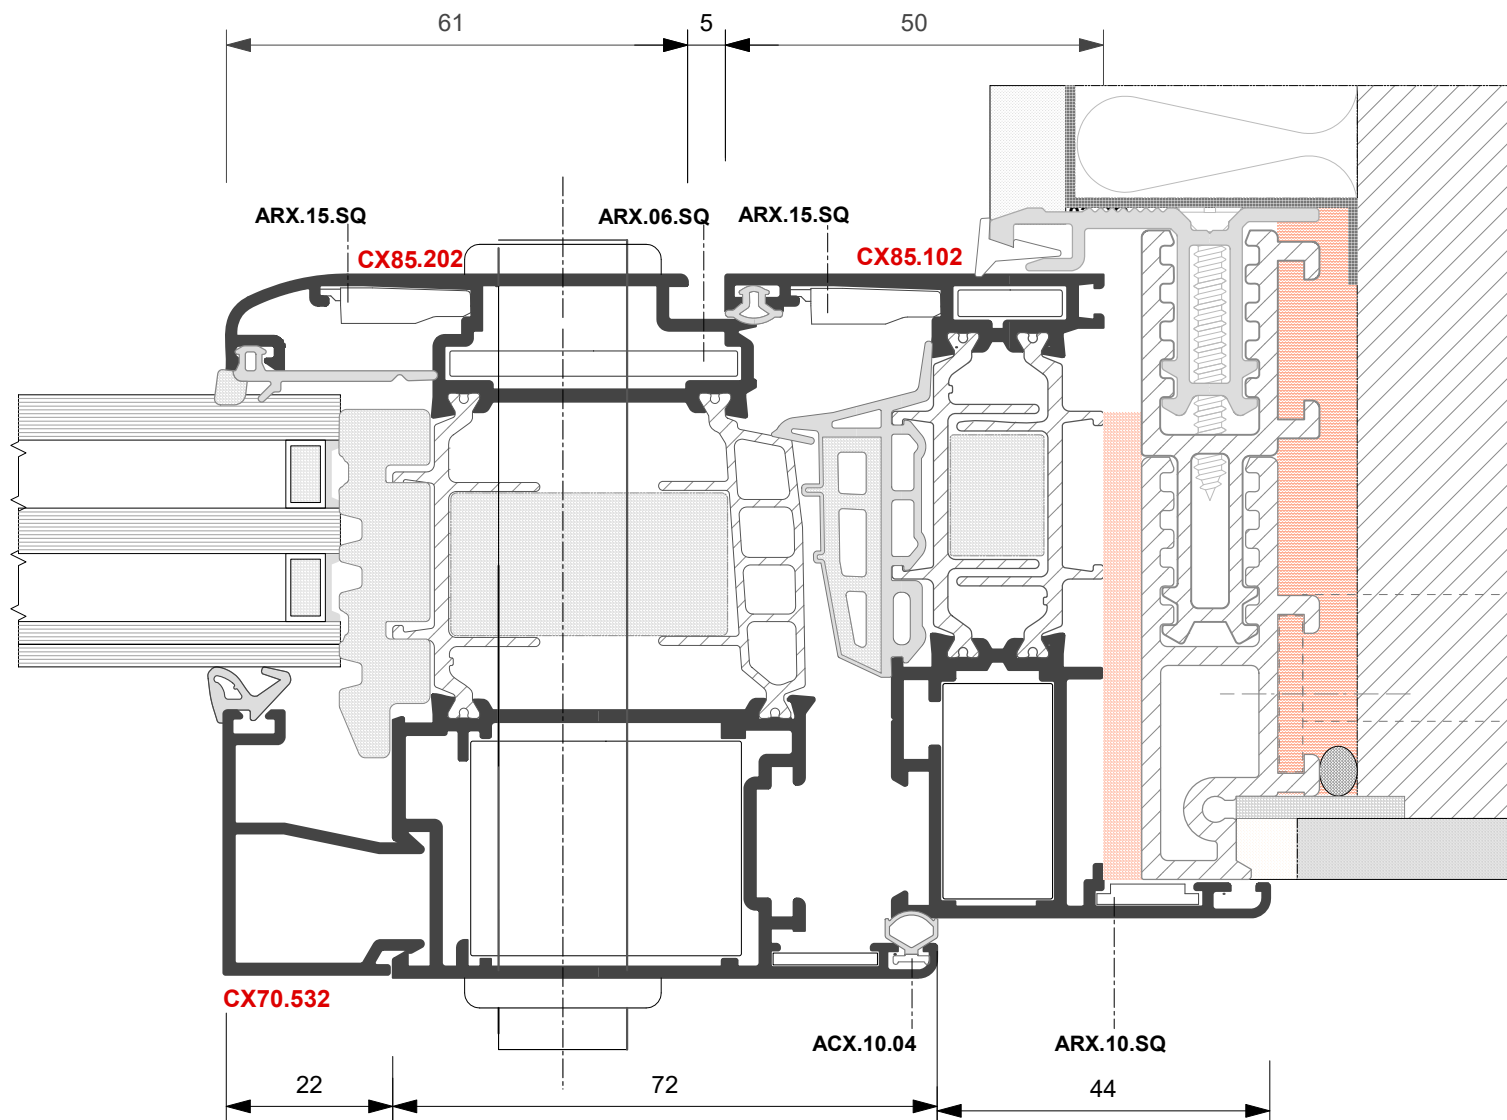 61 5 50
ARX.15.SQ ARX.06.SQ ARX.15.SQ
CX85.202 CX85.102
CX70.532
ACX.10.04 ARX.10.SQ
22 72 44